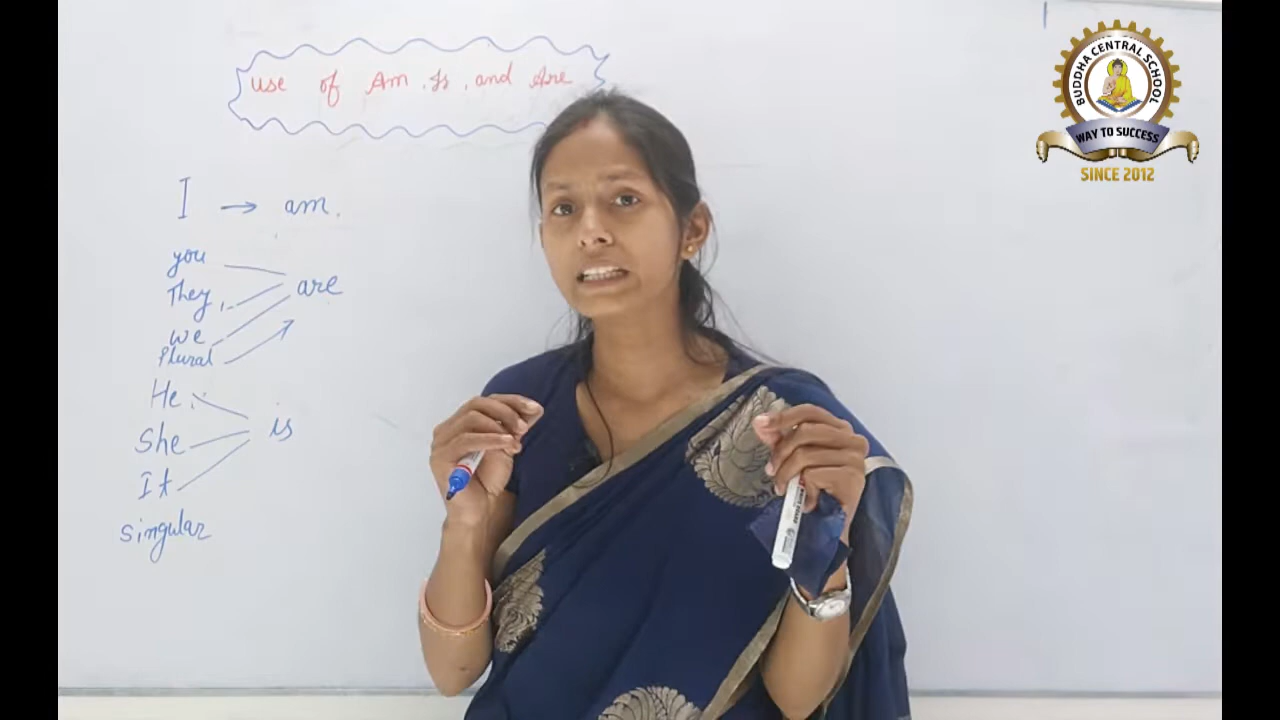 use of Am, Is, and Are
I → am.
you
They
are
we
Plural
He
She
is
It
singular
BUDDHA CENTRAL SCHOOL
WAY TO SUCCESS
SINCE 2012